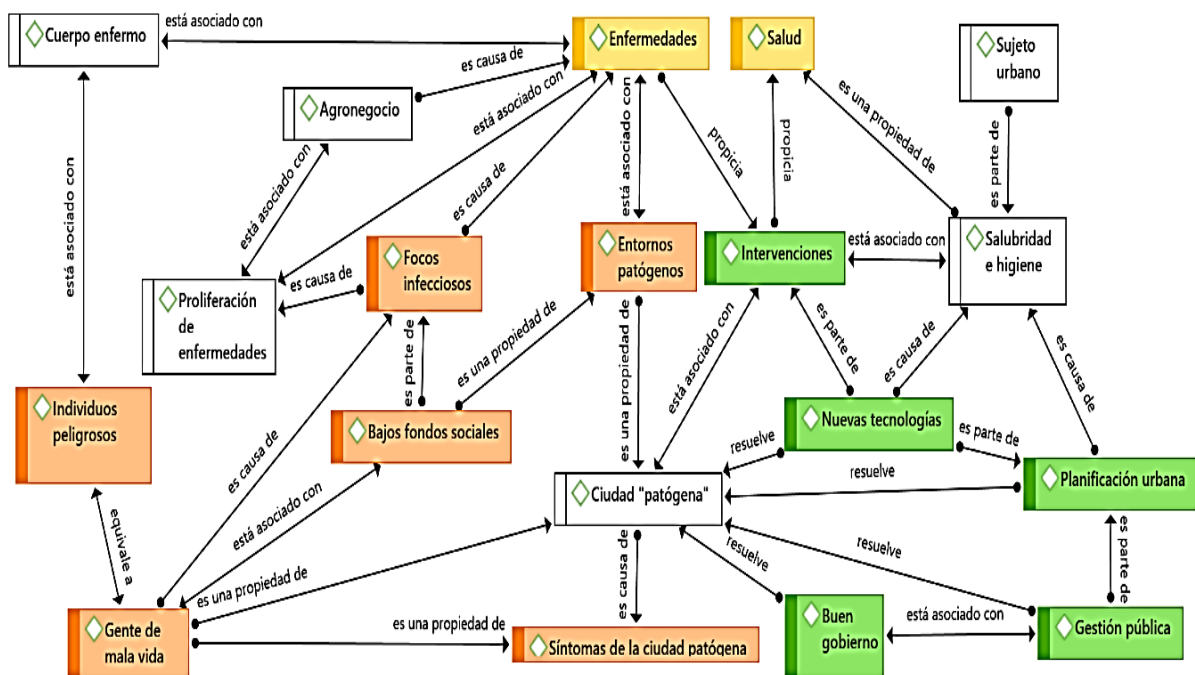 Cuerpo enfermo
está asociado con
Enfermedades
Salud
Sujeto
urbano
es causa de
Agronegocio
está asociado con
está asociado con
es causa de
está asociado con
propicia
propicia
es una propiedad de
es parte de
está asociado con
Proliferación
de
enfermedades
es causa de
Focos
infecciosos
Entornos
patógenos
Intervenciones
está asociado con
Salubridad
e higiene
está asociado con
es parte de
es una propiedad de
es una propiedad de
está asociado con
es parte de
es causa de
es causa de
Individuos
peligrosos
es causa de
Bajos fondos sociales
Nuevas tecnologías
es parte de
resuelve
resuelve
Planificación urbana
Ciudad "patógena"
equivale a
está asociado con
es una propiedad de
es causa de
resuelve
resuelve
es parte de
Gente de
mala vida
es una propiedad de
Síntomas de la ciudad patógena
Buen
gobierno
está asociado con
Gestión pública